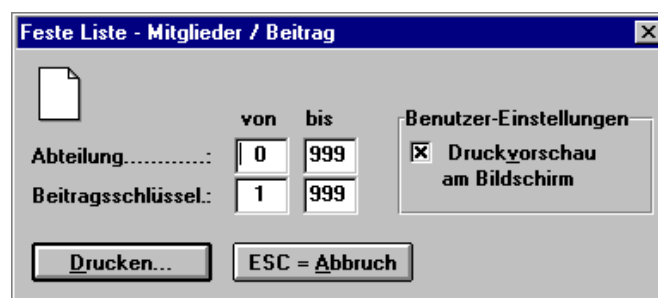 Feste Liste - Mitglieder / Beitrag
von bis
Abteilung............: 0 999
Beitragsschlüssel.: 1 999
Benutzer-Einstellungen
Druckvorschau
am Bildschirm
Drucken... ESC = Abbruch